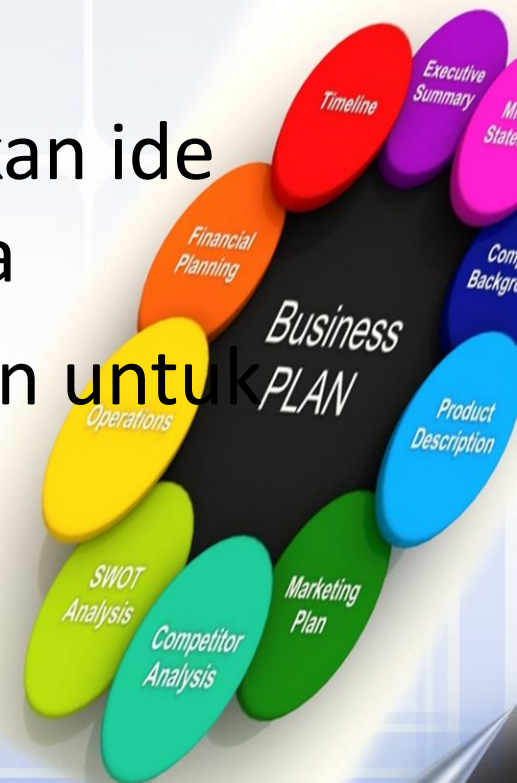 kan ide
a
n untuk
Business
PLAN
Timeline
Executive
Summary
Product
Description
Marketing
Plan
Competitor
Analysis
SWOT
Analysis
Operations
Financial
Planning